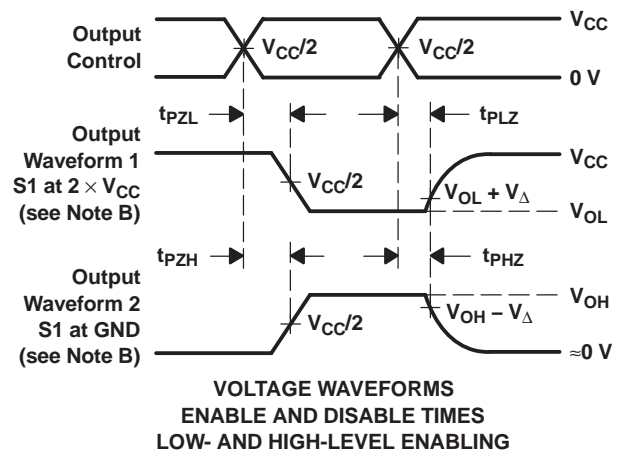 Output
Control
V_CC/2
V_CC/2
V_CC
0 V
t_PZL
t_PLZ
Output
Waveform 1
S1 at 2 × V_CC
(see Note B)
V_CC/2
V_CC
V_OL + V_Δ
V_OL
t_PZH
t_PHZ
Output
Waveform 2
S1 at GND
(see Note B)
V_CC/2
V_OH
V_OH − V_Δ
≈0 V
VOLTAGE WAVEFORMS
ENABLE AND DISABLE TIMES
LOW- AND HIGH-LEVEL ENABLING